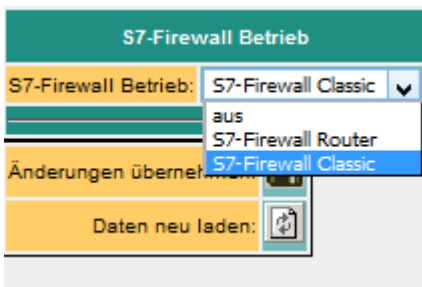 S7-Firewall Betrieb
S7-Firewall Betrieb: S7-Firewall Classic
aus
S7-Firewall Router
S7-Firewall Classic
Änderungen
Daten neu laden: